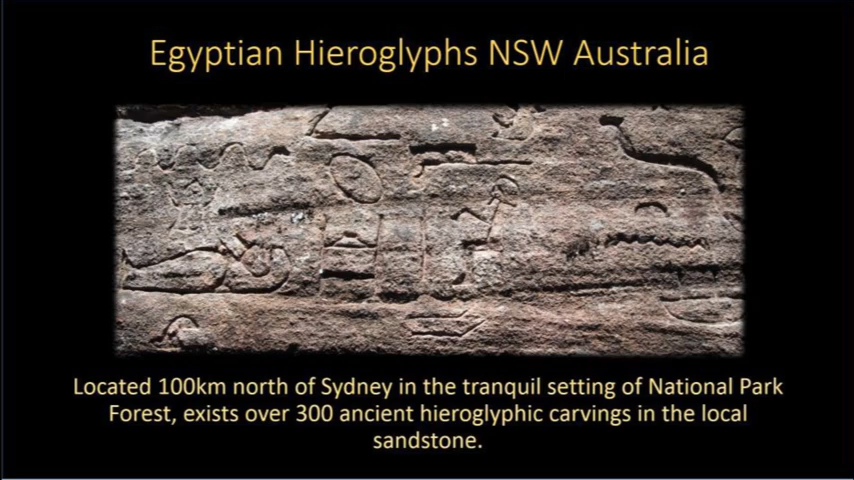 Egyptian Hieroglyphs NSW Australia
Located 100km north of Sydney in the tranquil setting of National Park
Forest, exists over 300 ancient hieroglyphic carvings in the local
sandstone.